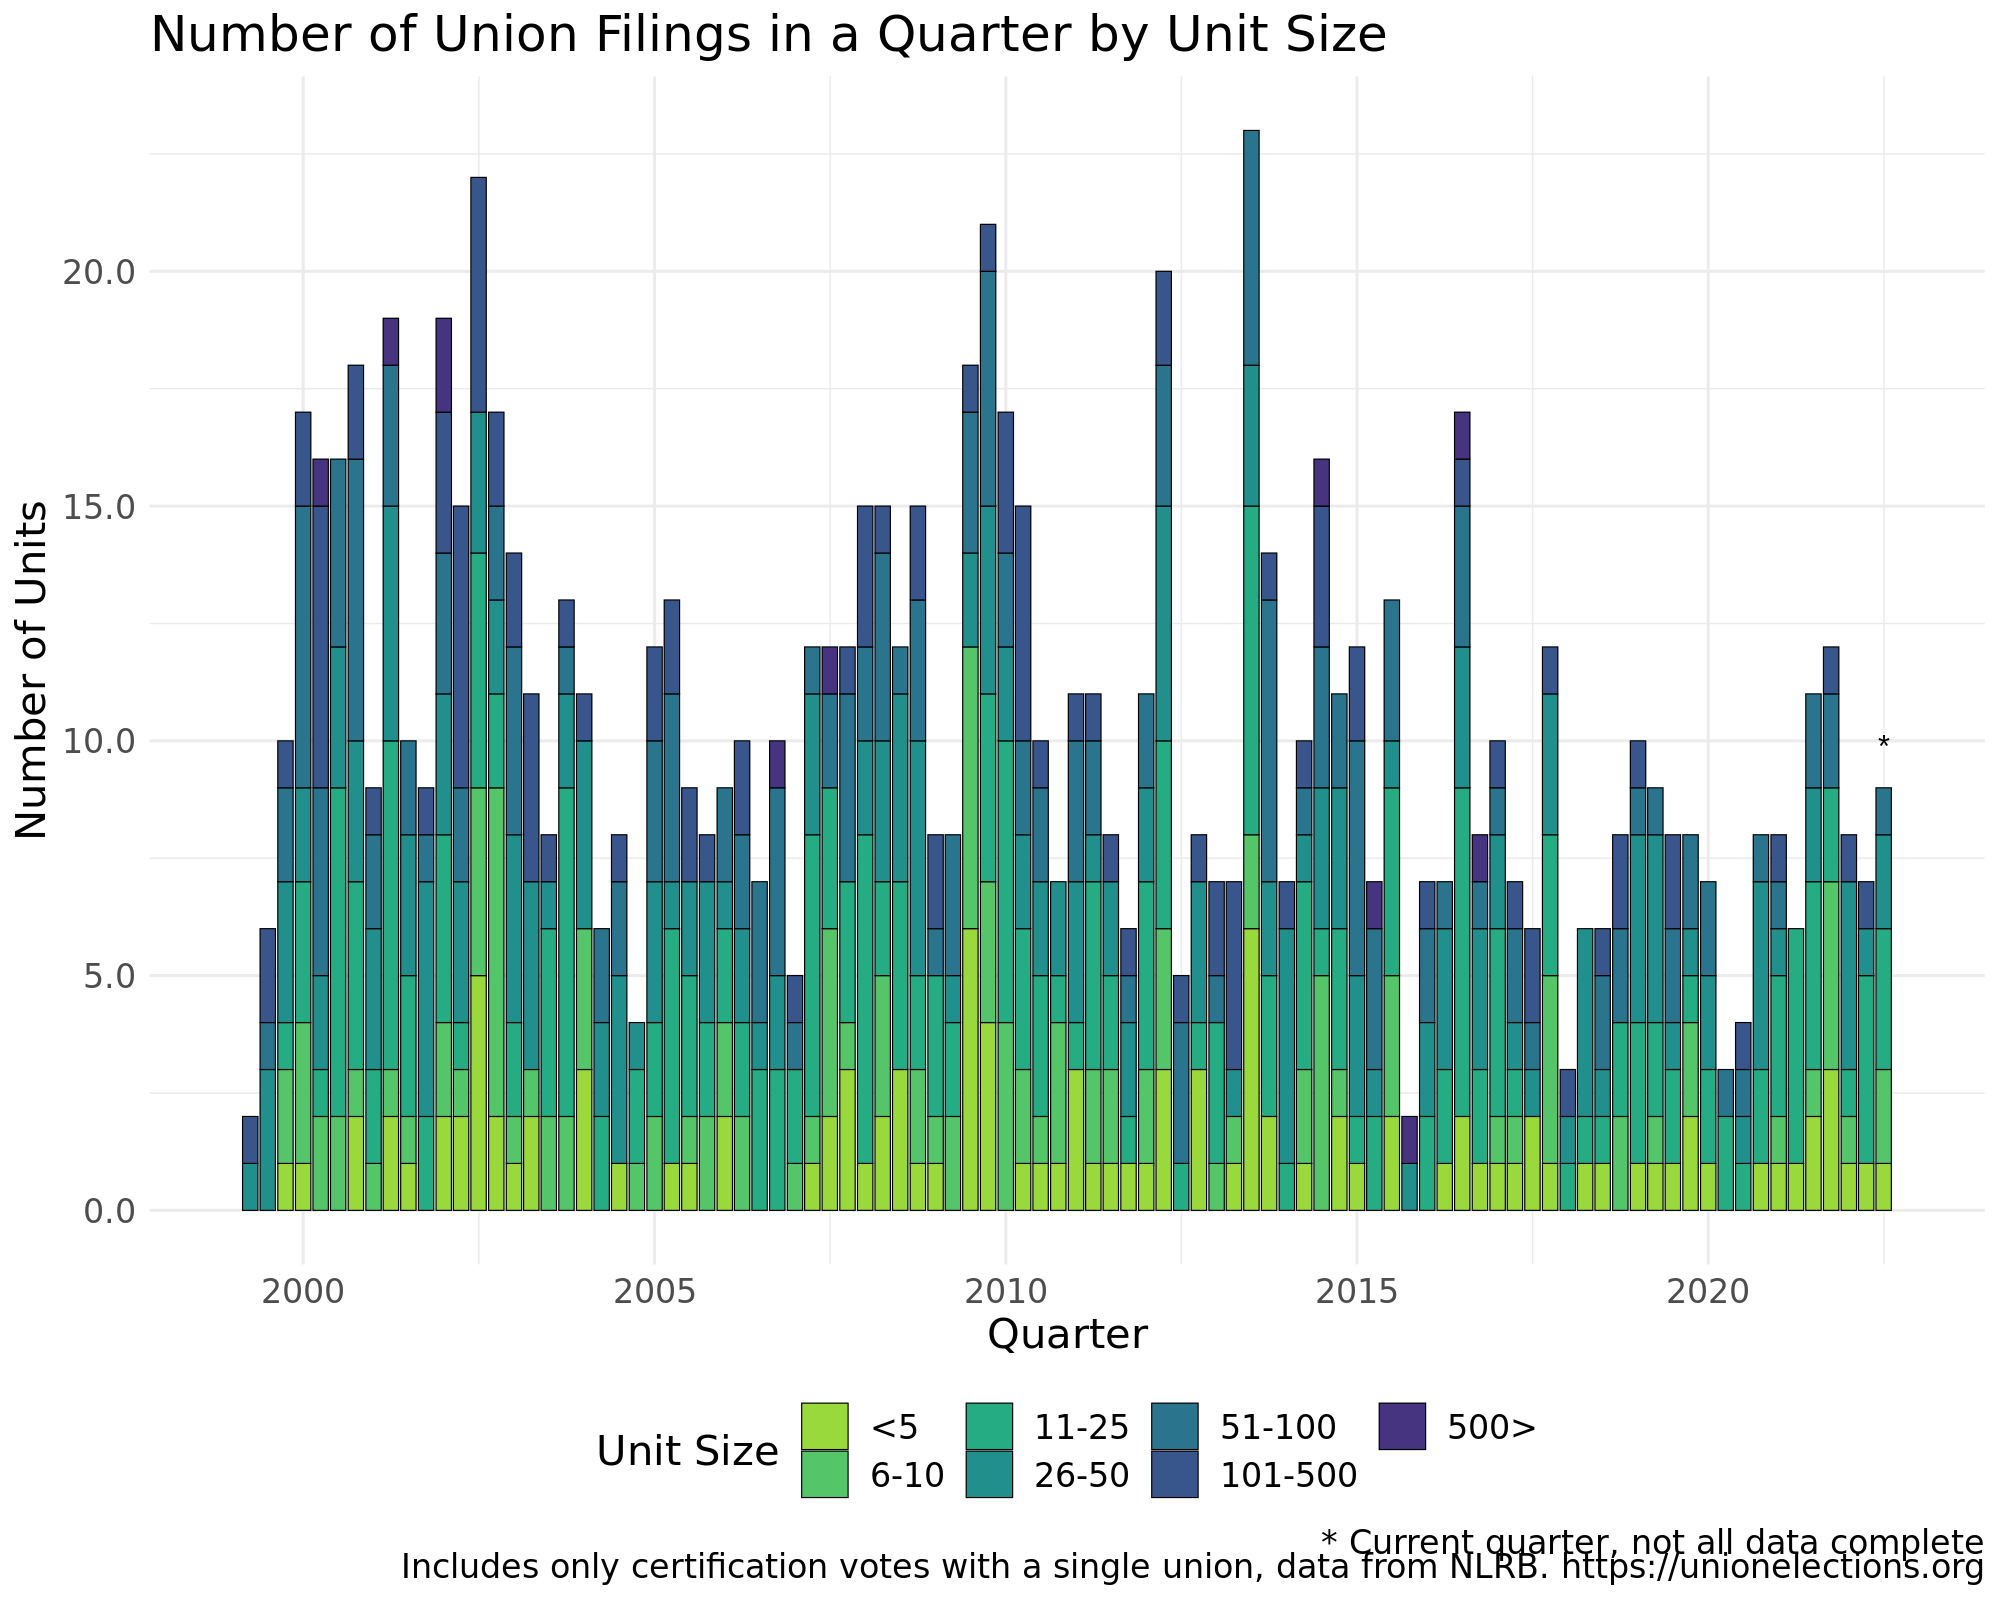 Number of Union Filings in a Quarter by Unit Size
Number of Units
20.0
15.0
10.0
5.0
0.0
*
2000 2005 2010 2015 2020
Quarter
Unit Size
<5 11-25 51-100 500>
6-10 26-50 101-500
* Current quarter, not all data complete
Includes only certification votes with a single union, data from NLRB. https://unionelections.org